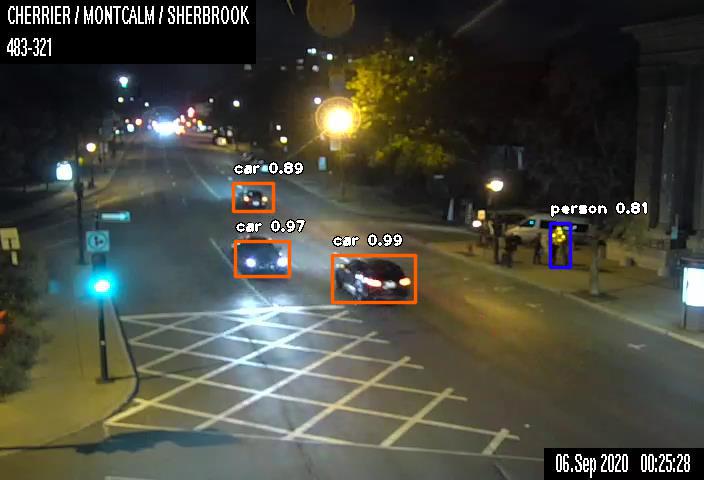 CHERRIER / MONTCALM / SHERBROOK
483-321
car 0.89
person 0.81
car 0.97
car 0.99
06.Sep 2020 00:25:28